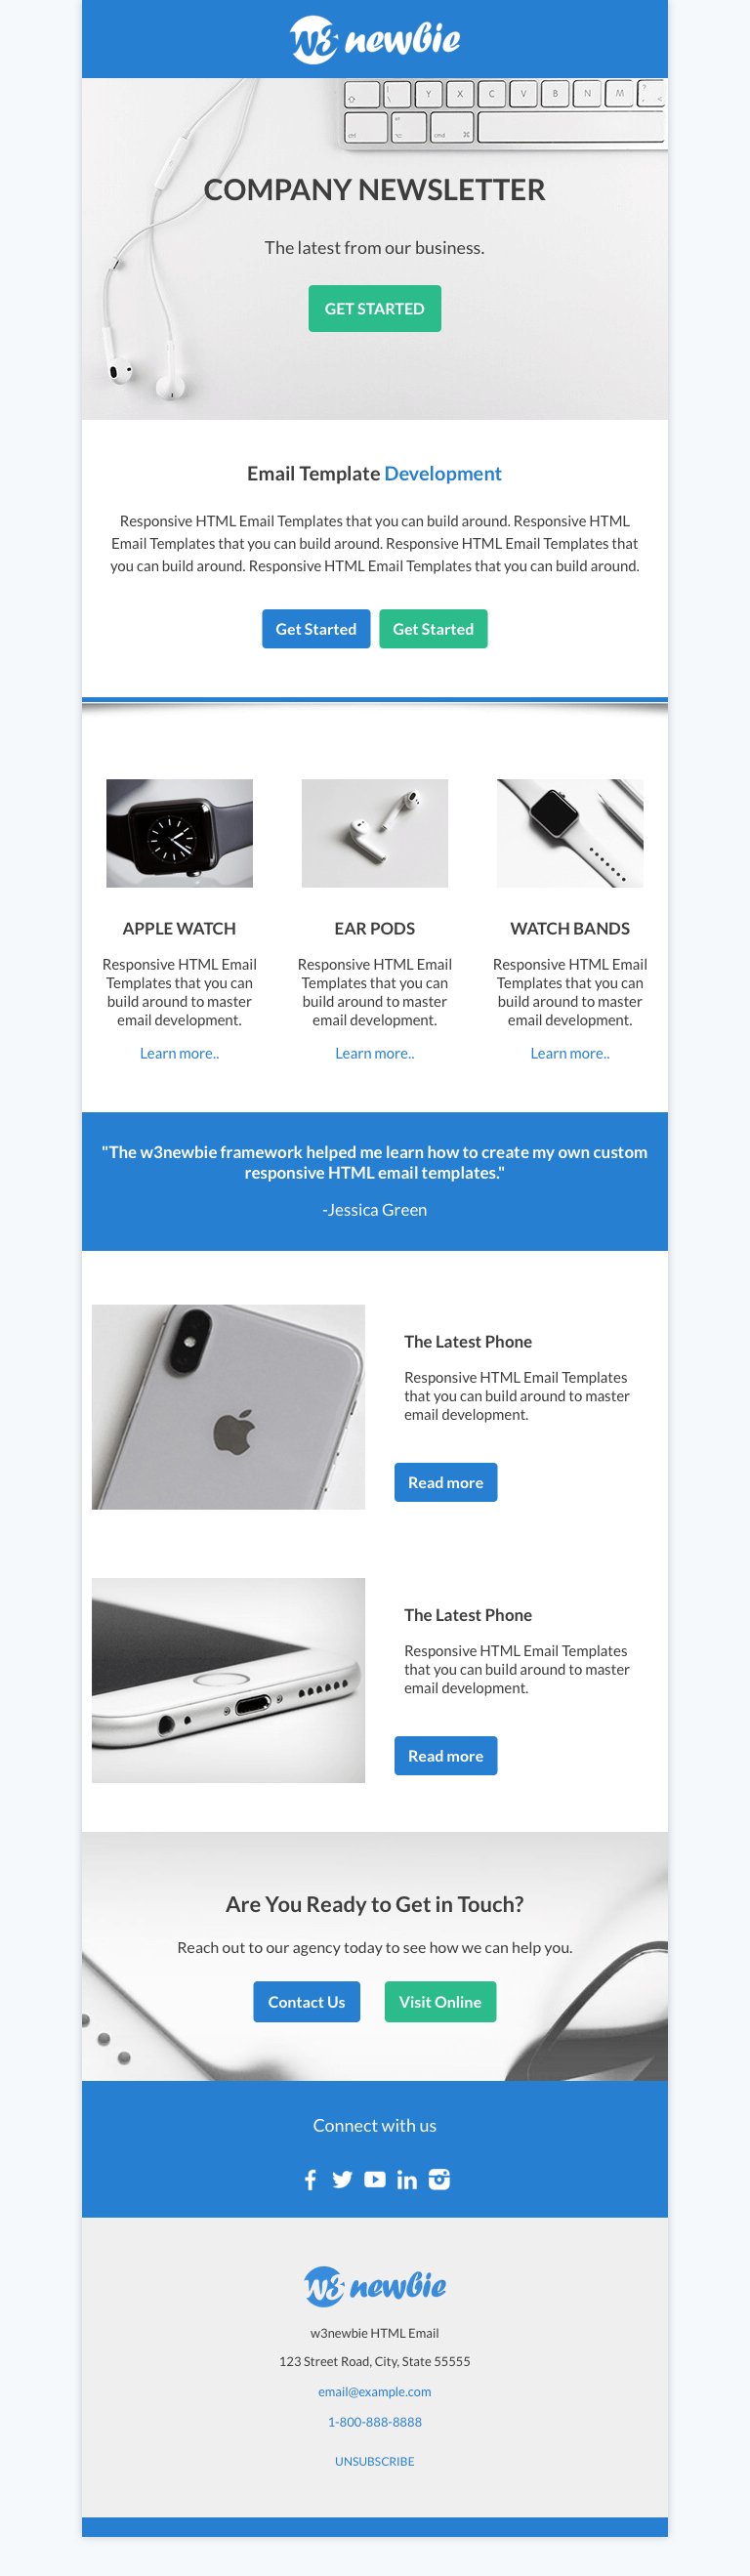 w3 newbie
Z Y X C V B N M
alt
ctrl ⌥ cmd ⌘
COMPANY NEWSLETTER
The latest from our business.
GET STARTED
Email Template Development
Responsive HTML Email Templates that you can build around. Responsive HTML
Email Templates that you can build around. Responsive HTML Email Templates that
you can build around. Responsive HTML Email Templates that you can build around.
Get Started Get Started
APPLE WATCH
Responsive HTML Email
Templates that you can
build around to master
email development.
Learn more..
EAR PODS
Responsive HTML Email
Templates that you can
build around to master
email development.
Learn more..
WATCH BANDS
Responsive HTML Email
Templates that you can
build around to master
email development.
Learn more..
"The w3newbie framework helped me learn how to create my own custom
responsive HTML email templates."
-Jessica Green
The Latest Phone
Responsive HTML Email Templates
that you can build around to master
email development.
Read more
The Latest Phone
Responsive HTML Email Templates
that you can build around to master
email development.
Read more
Are You Ready to Get in Touch?
Reach out to our agency today to see how we can help you.
Contact Us Visit Online
Connect with us
w3 newbie
w3newbie HTML Email
123 Street Road, City, State 55555
email@example.com
1-800-888-8888
UNSUBSCRIBE